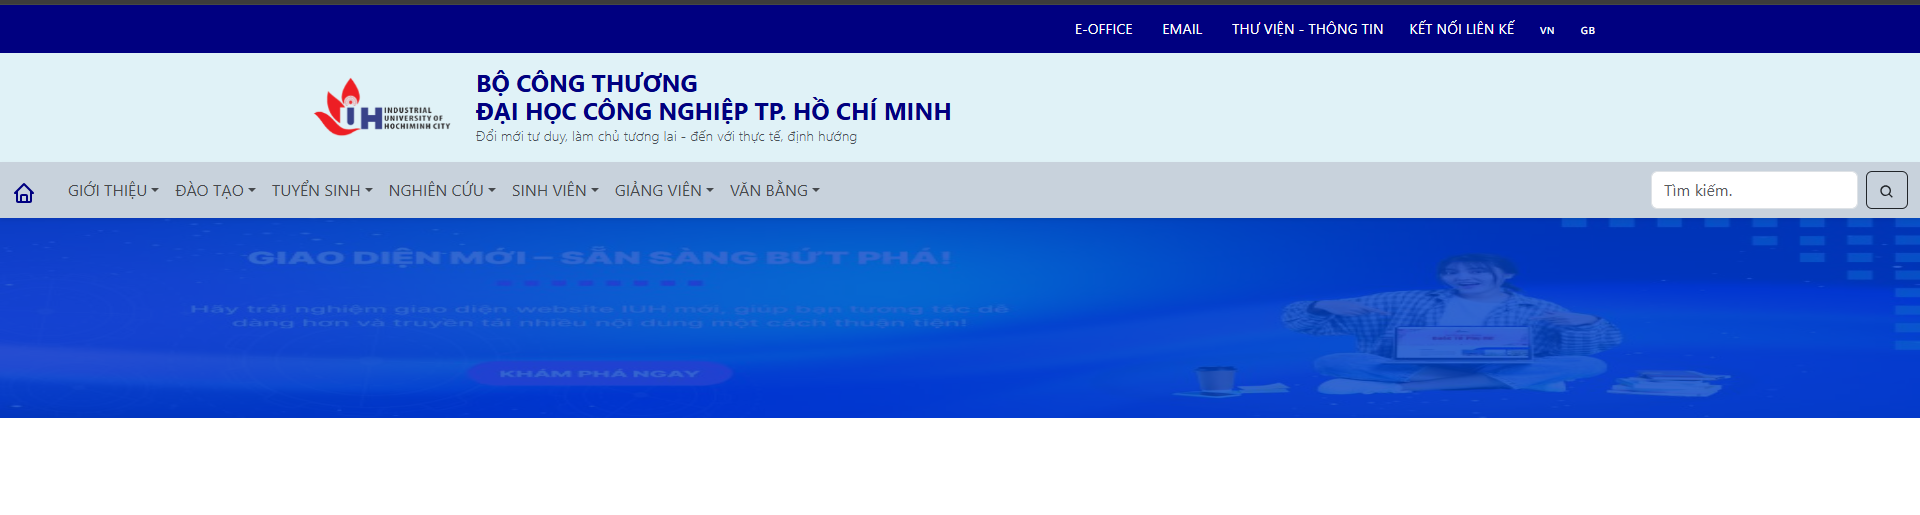 E-OFFICE EMAIL THƯ VIỆN - THÔNG TIN KẾT NỐI LIÊN KẾ VN GB
IUH INDUSTRIAL
UNIVERSITY OF
HOCHIMINH CITY
BỘ CÔNG THƯƠNG
ĐẠI HỌC CÔNG NGHIỆP TP. HỒ CHÍ MINH
Đổi mới tư duy, làm chủ tương lai - đến với thực tế, định hướng
GIỚI THIỆU ĐÀO TẠO TUYỂN SINH NGHIÊN CỨU SINH VIÊN GIẢNG VIÊN VĂN BẰNG Tìm kiếm.
GIAO DIỆN MỚI – SẴN SÀNG BỨT PHÁ!
Hãy trải nghiệm giao diện website IUH mới, giúp bạn tương tác dễ
dàng hơn và truyền tải nhiều nội dung một cách thuận tiện!
KHÁM PHÁ NGAY